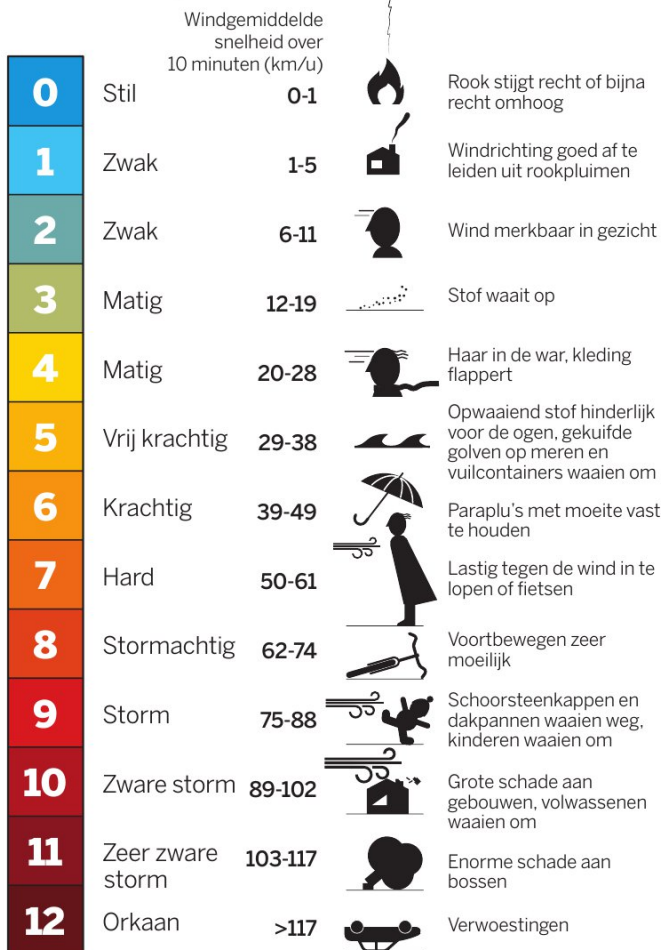 Windgemiddelde
snelheid over
10 minuten (km/u)
0 Stil 0-1 Rook stijgt recht of bijna
recht omhoog
1 Zwak 1-5 Windrichting goed af te
leiden uit rookpluimen
2 Zwak 6-11 Wind merkbaar in gezicht
3 Matig 12-19 Stof waait op
4 Matig 20-28 Haar in de war, kleding
flappert
5 Vrij krachtig 29-38 Opwaaiend stof hinderlijk
voor de ogen, gekuifde
golven op meren en
vuilcontainers waaien om
6 Krachtig 39-49 Paraplu's met moeite vast
te houden
7 Hard 50-61 Lastig tegen de wind in te
lopen of fietsen
8 Stormachtig 62-74 Voortbewegen zeer
moeilijk
9 Storm 75-88 Schoorsteenkappen en
dakpannen waaien weg,
kinderen waaien om
10 Zware storm 89-102 Grote schade aan
gebouwen, volwassenen
waaien om
11 Zeer zware
storm 103-117 Enorme schade aan
bossen
12 Orkaan >117 Verwoestingen